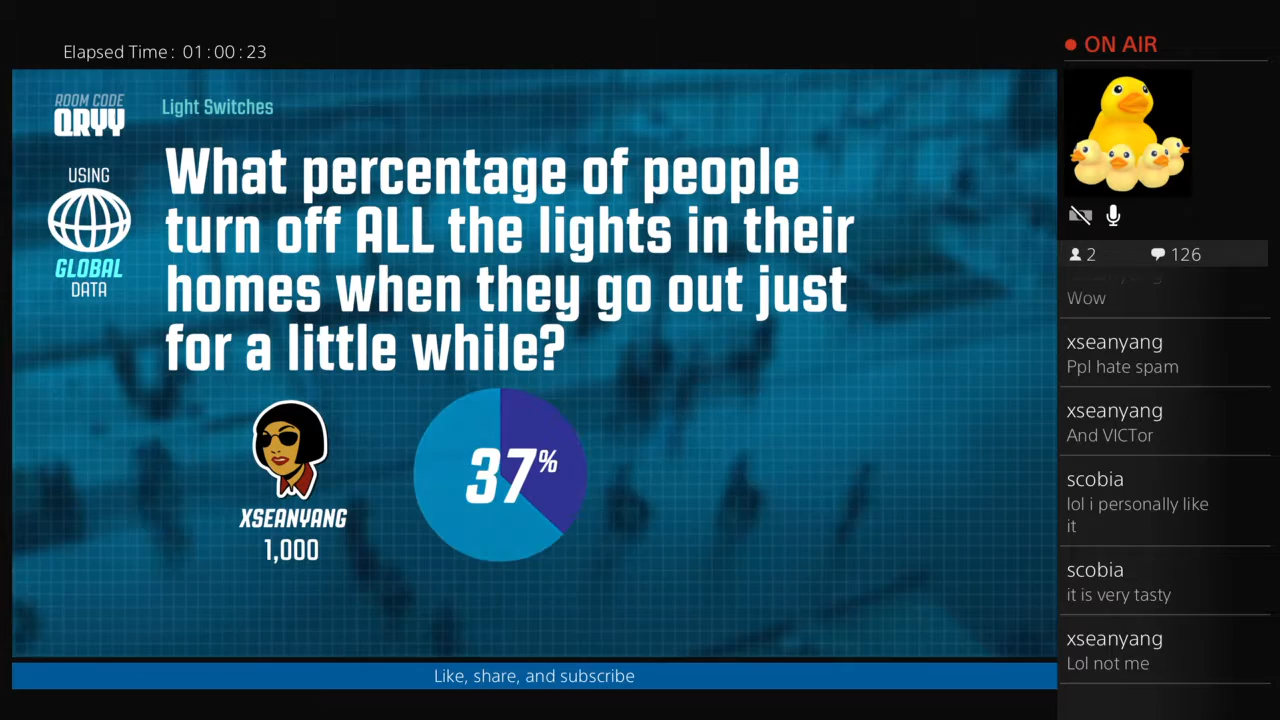 Elapsed Time: 01:00:23
ON AIR
ROOM CODE
QRYY
Light Switches
USING
GLOBAL
DATA
What percentage of people
turn off ALL the lights in their
homes when they go out just
for a little while?
37%
XSEANYANG
1,000
Like, share, and subscribe
2
126
Wow
xseanyang
Ppl hate spam
xseanyang
And VICTor
scobia
lol i personally like
it
scobia
it is very tasty
xseanyang
Lol not me